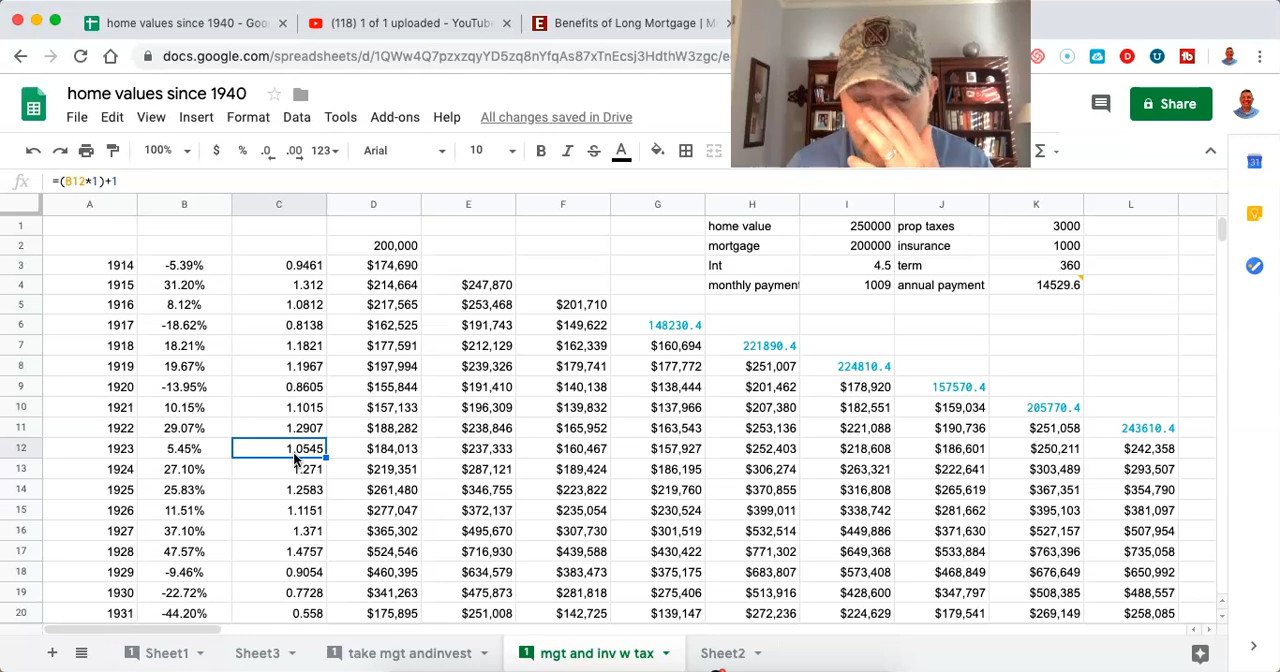 home values since 1940 - Goo
(118) 1 of 1 uploaded - YouTube
Benefits of Long Mortgage | M
docs.google.com/spreadsheets/d/1QWw4Q7pzxzqyYD5zq8nYfqAs87xTnEcsj3HdthW3zgc/e
home values since 1940
File Edit View Insert Format Data Tools Add-ons Help All changes saved in Drive
Share
100% $ % .0 .00 123 Arial 10 B I S A Σ
fx =(B12*1)+1
A B C D E F G H I J K L
1 home value 250000 prop taxes 3000
2 200,000 mortgage 200000 insurance 1000
3 1914 -5.39% 0.9461 $174,690 Int 4.5 term 360
4 1915 31.20% 1.312 $214,664 $247,870 monthly payment 1009 annual payment 14529.6
5 1916 8.12% 1.0812 $217,565 $253,468 $201,710
6 1917 -18.62% 0.8138 $162,525 $191,743 $149,622 148230.4
7 1918 18.21% 1.1821 $177,591 $212,129 $162,339 $160,694 221890.4
8 1919 19.67% 1.1967 $197,994 $239,326 $179,741 $177,772 $251,007 224810.4
9 1920 -13.95% 0.8605 $155,844 $191,410 $140,138 $138,444 $201,462 $178,920 157570.4
10 1921 10.15% 1.1015 $157,133 $196,309 $139,832 $137,966 $207,380 $182,551 $159,034 205770.4
11 1922 29.07% 1.2907 $188,282 $238,846 $165,952 $163,543 $253,136 $221,088 $190,736 $251,058 243610.4
12 1923 5.45% 1.0545 $184,013 $237,333 $160,467 $157,927 $252,403 $218,608 $186,601 $250,211 $242,358
13 1924 27.10% 1.271 $219,351 $287,121 $189,424 $186,195 $306,274 $263,321 $222,641 $303,489 $293,507
14 1925 25.83% 1.2583 $261,480 $346,755 $223,822 $219,760 $370,855 $316,808 $265,619 $367,351 $354,790
15 1926 11.51% 1.1151 $277,047 $372,137 $235,054 $230,524 $399,011 $338,742 $281,662 $395,103 $381,097
16 1927 37.10% 1.371 $365,302 $495,670 $307,730 $301,519 $532,514 $449,886 $371,630 $527,157 $507,954
17 1928 47.57% 1.4757 $524,546 $716,930 $439,588 $430,422 $771,302 $649,368 $533,884 $763,396 $735,058
18 1929 -9.46% 0.9054 $460,395 $634,579 $383,473 $375,175 $683,807 $573,408 $468,849 $676,649 $650,992
19 1930 -22.72% 0.7728 $341,263 $475,873 $281,818 $275,406 $513,916 $428,600 $347,797 $508,385 $488,557
20 1931 -44.20% 0.558 $175,895 $251,008 $142,725 $139,147 $272,236 $224,629 $179,541 $269,149 $258,085
+ 1 Sheet1 Sheet3 1 take mgt andinvest 1 mgt and inv w tax Sheet2